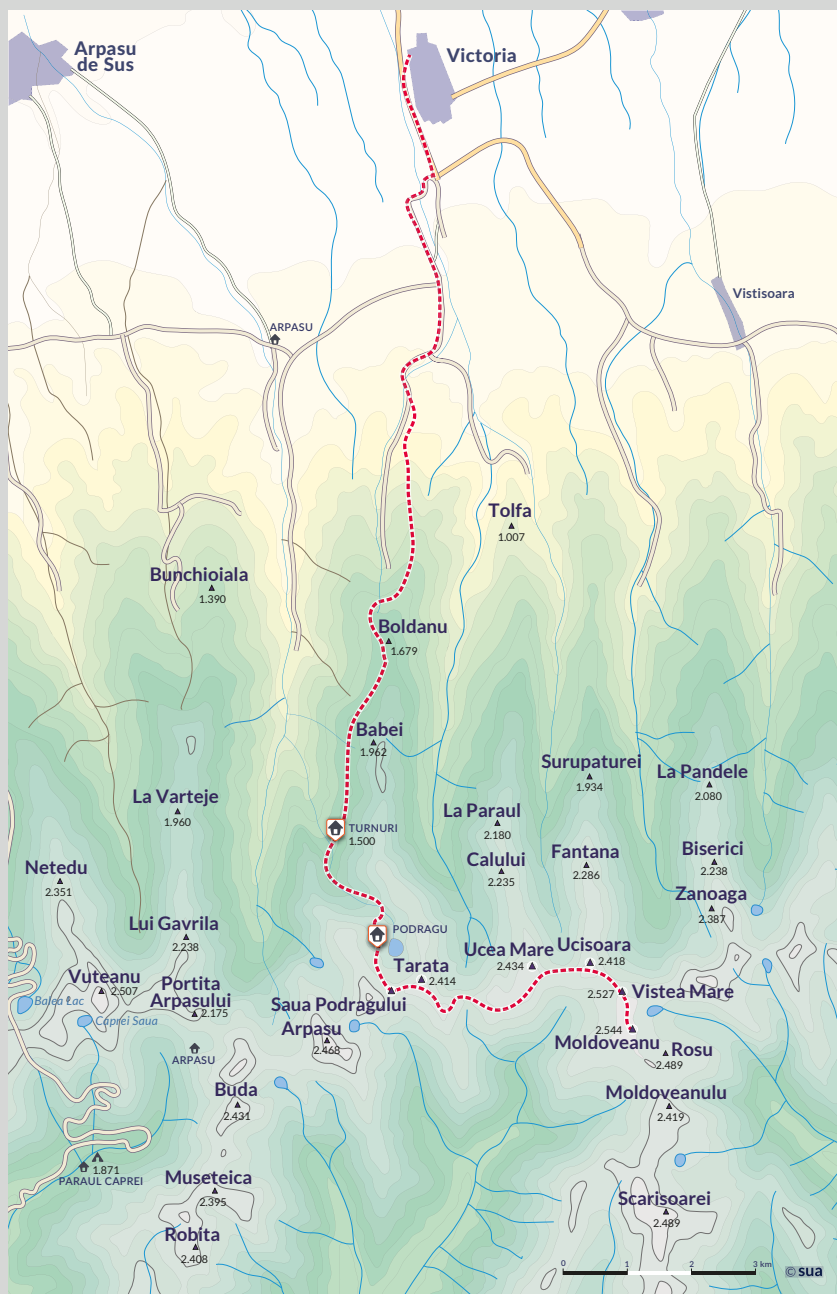 Arpasu
de Sus
Victoria
Vistisoara
ARPASU
Tolfa
1.007
Bunchioiala
1.390
Boldanu
1.679
Babei
1.962
Surupaturei
1.934
La Pandele
2.080
La Varteje
1.960
La Paraul
2.180
TURNURI
1.500
Calului
2.235
Fantana
2.286
Biserici
2.238
Netedu
2.351
Zanoaga
2.387
Lui Gavrila
2.238
PODRAGU
Ucea Mare
2.434
Ucisoara
2.418
Tarata
2.414
Vuteanu
2.507
Portita
Arpasului
2.175
Saua Podragului
2.527
Vistea Mare
Balea Lac
Caprei Saua
Arpasu
2.468
2.544
Moldoveanu
Rosu
2.489
ARPASU
Buda
2.431
Moldoveanulu
2.419
1.871
PARAUL CAPREI
Museteica
2.395
Scarisoarei
2.489
Robita
2.408
0
1
2
3 km
© sua